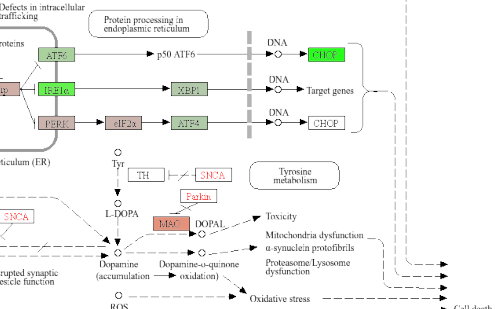 Defects in intracellular
trafficking
Protein processing in
endoplasmic reticulum
roteins
ATF6
p50 ATF6
DNA
CHOP
IRE1α
XBP1
DNA
Target genes
PERK
eIF2α
ATF4
DNA
CHOP
eticulum (ER)
Tyr
TH
SNCA
Tyrosine
metabolism
Parkin
L-DOPA
SNCA
MAO
DOPAL
Toxicity
Mitochondria dysfunction
α-synuclein protofibrils
Proteasome/Lysosome
dysfunction
Dopamine
(accumulation
Dopamine-o-quinone
oxidation)
rupted synaptic
esicle function
Oxidative stress
ROS
Cell death